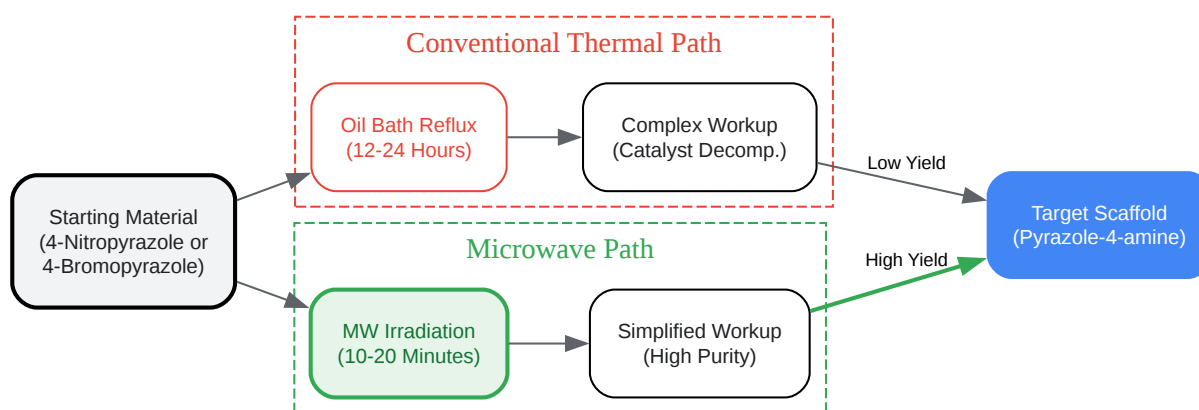 Conventional Thermal Path
Oil Bath Reflux
(12-24 Hours)
Complex Workup
(Catalyst Decomp.)
Low Yield
Starting Material
(4-Nitropyrazole or
4-Bromopyrazole)
Target Scaffold
(Pyrazole-4-amine)
Microwave Path
High Yield
MW Irradiation
(10-20 Minutes)
Simplified Workup
(High Purity)